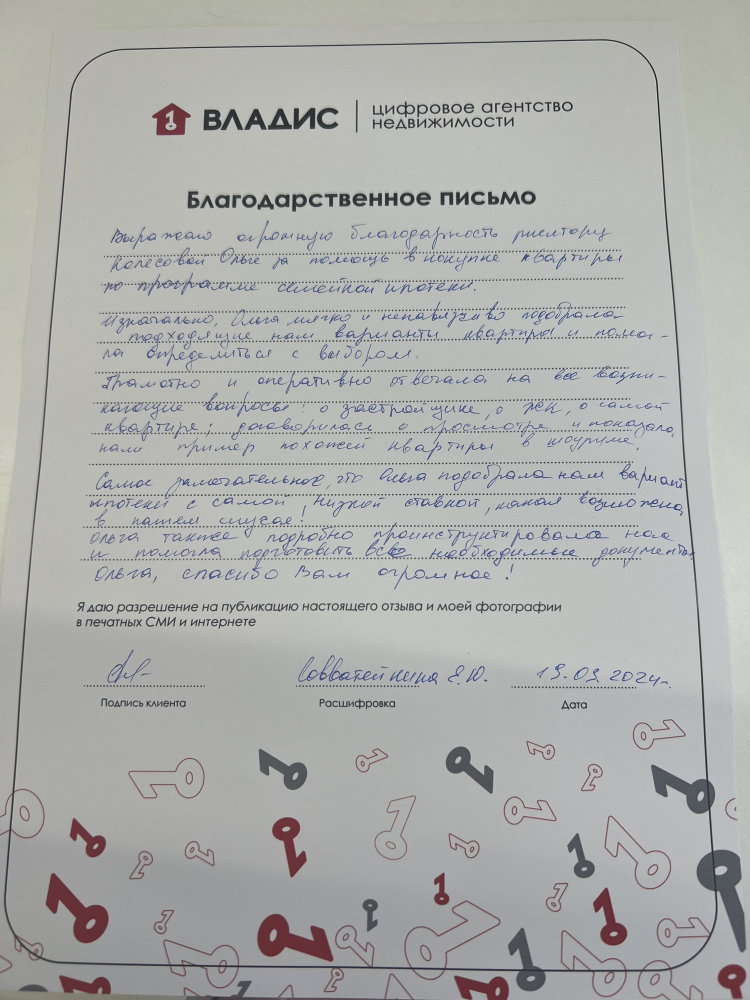 ВЛАДИС
цифровое агентство
недвижимости
Благодарственное письмо
Выражаю огромную благодарность риелтору
Колесовой Ольге за помощь в покупке квартиры
по программе семейной ипотеки.
Изначально, Ольга мягко и ненавязчиво подобрала
подходящие нам варианты квартиры и помог-
ла определиться с выбором.
Грамотно и оперативно отвечала на все возни-
кающие вопросы: о застройщике, о ЖК, о самой
квартире; договорилась о просмотре и показала
нам пример похожей квартиры в шоуруме.
Самое замечательное, что Ольга подобрала нам вариант
ипотеки с самой низкой ставкой, какая возможна
в нашем случае!
Ольга также подробно проинструктировала нас
и помогла подготовить все необходимые документы
Ольга, спасибо Вам огромное!
Я даю разрешение на публикацию настоящего отзыва и моей фотографии
в печатных СМИ и интернете
Савватейкина Е.Ю. 19.03.2024г.
Подпись клиента Расшифровка Дата